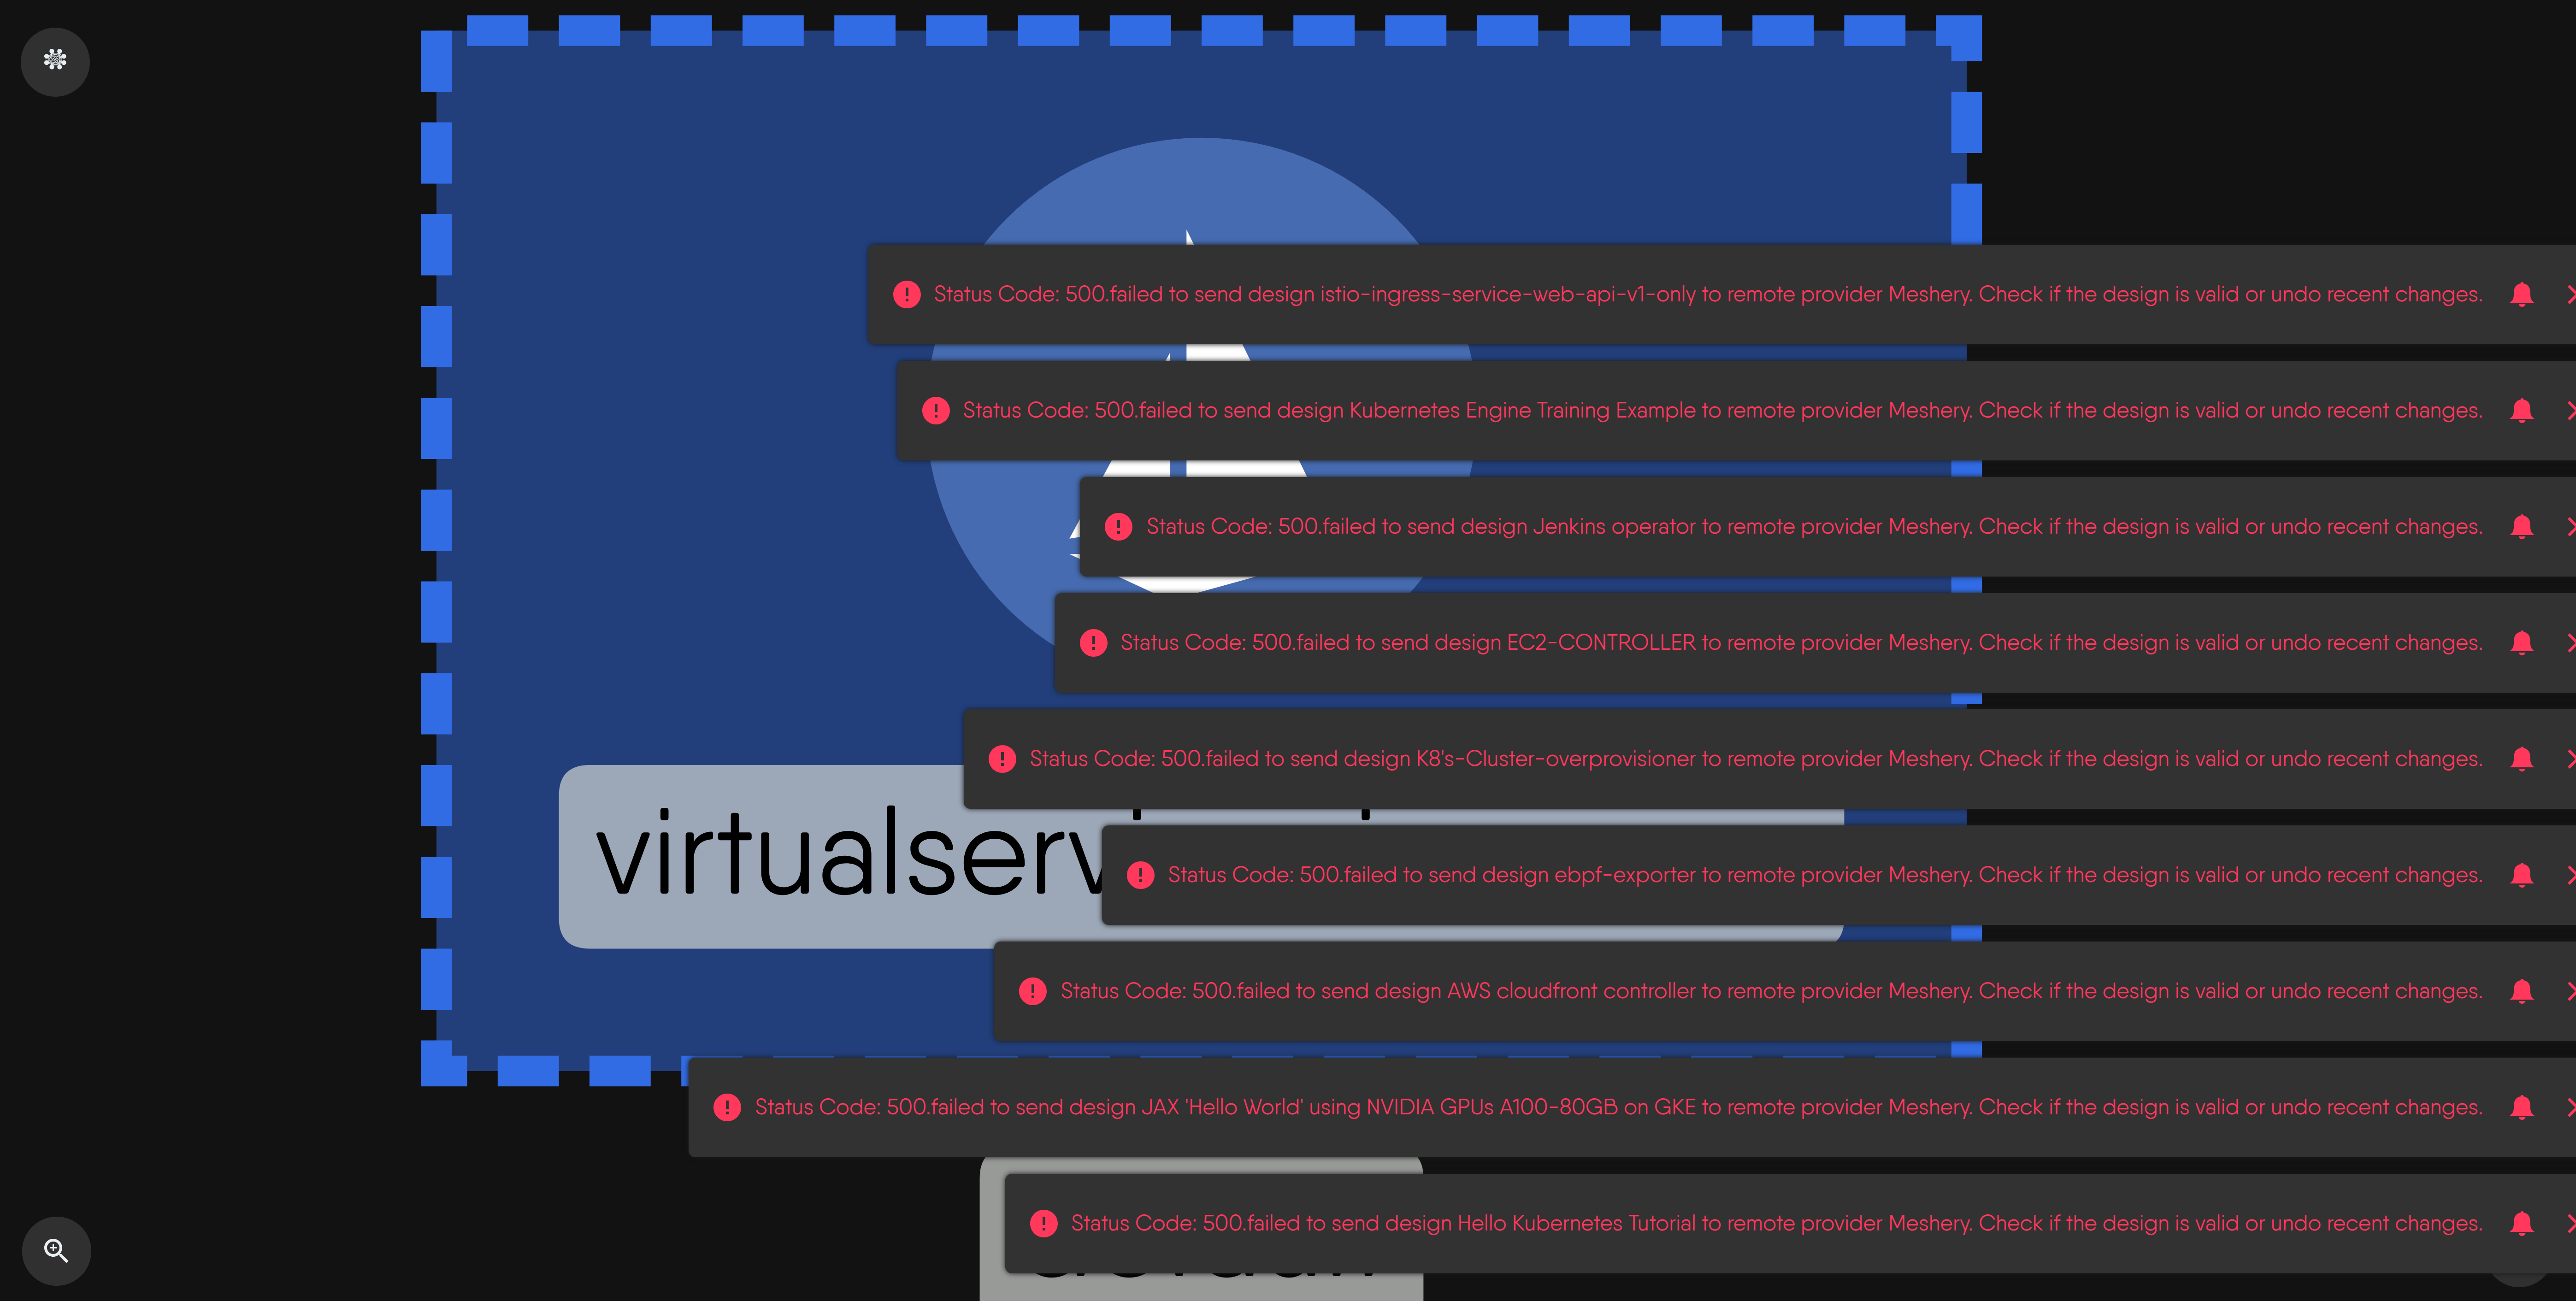 Status Code: 500.failed to send design istio-ingress-service-web-api-v1-only to remote provider Meshery. Check if the design is valid or undo recent changes.
Status Code: 500.failed to send design Kubernetes Engine Training Example to remote provider Meshery. Check if the design is valid or undo recent changes.
Status Code: 500.failed to send design Jenkins operator to remote provider Meshery. Check if the design is valid or undo recent changes.
Status Code: 500.failed to send design EC2-CONTROLLER to remote provider Meshery. Check if the design is valid or undo recent changes.
Status Code: 500.failed to send design K8's-Cluster-overprovisioner to remote provider Meshery. Check if the design is valid or undo recent changes.
virtualserv
Status Code: 500.failed to send design ebpf-exporter to remote provider Meshery. Check if the design is valid or undo recent changes.
Status Code: 500.failed to send design AWS cloudfront controller to remote provider Meshery. Check if the design is valid or undo recent changes.
Status Code: 500.failed to send design JAX 'Hello World' using NVIDIA GPUs A100-80GB on GKE to remote provider Meshery. Check if the design is valid or undo recent changes.
Status Code: 500.failed to send design Hello Kubernetes Tutorial to remote provider Meshery. Check if the design is valid or undo recent changes.